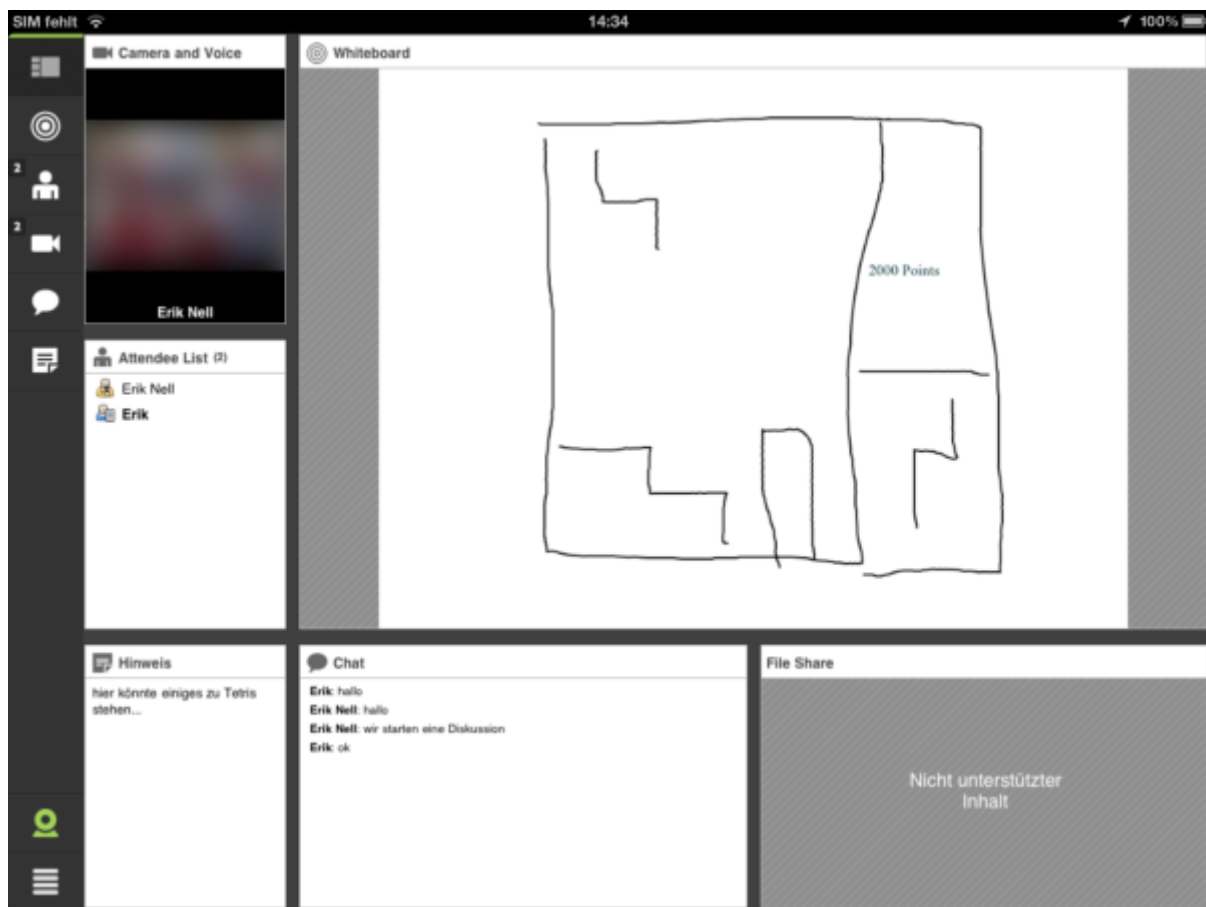 SIM fehlt
14:34
100%
Camera and Voice
Erik Nell
2
2
Attendee List (2)
Erik Nell
Erik
Whiteboard
2000 Points
Hinweis
hier könnte einiges zu Tetris
stehen...
Chat
Erik: hallo
Erik Nell: hallo
Erik Nell: wir starten eine Diskussion
Erik: ok
File Share
Nicht unterstützter
Inhalt